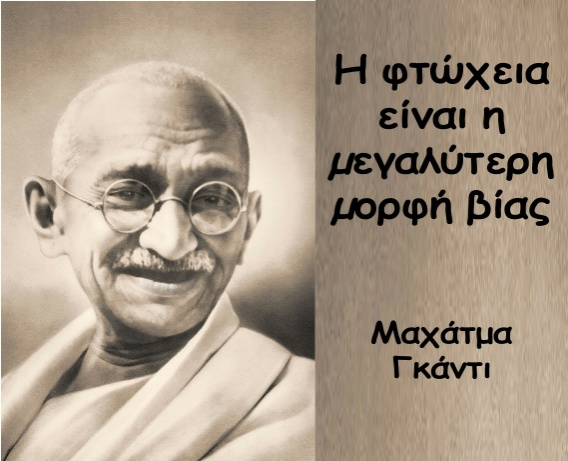 Η φτώχεια
είναι η
μεγαλύτερη
μορφή βίας
Μαχάτμα
Γκάντι